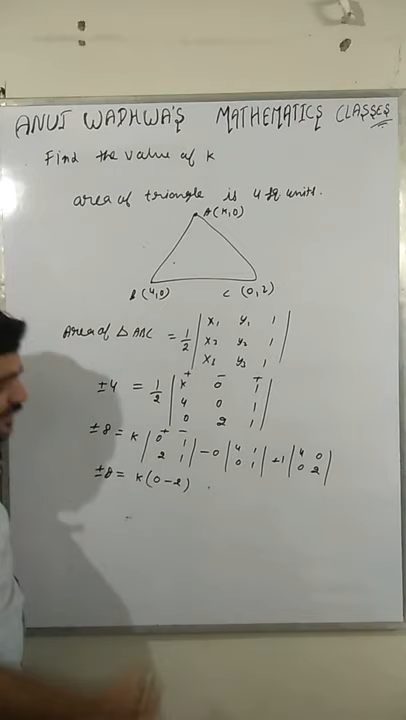 ANUJ WADHWA'S MATHEMATICS CLASSES
Find the value of k
area of triangle is 4 sq units.
A(K,0)
B(4,0) C (0,2)
Area of △ABC = 1/2 | x1 y1 1 |
| x2 y2 1 |
| x3 y3 1 |
+ − +
±4 = 1/2 | k 0 1 |
| 4 0 1 |
| 0 2 1 |
+ −
±8 = k | 0 1 | −0 | 4 1 | +1 | 4 0 |
| 2 1 | | 0 1 | | 0 2 |
±8 = k(0−2)